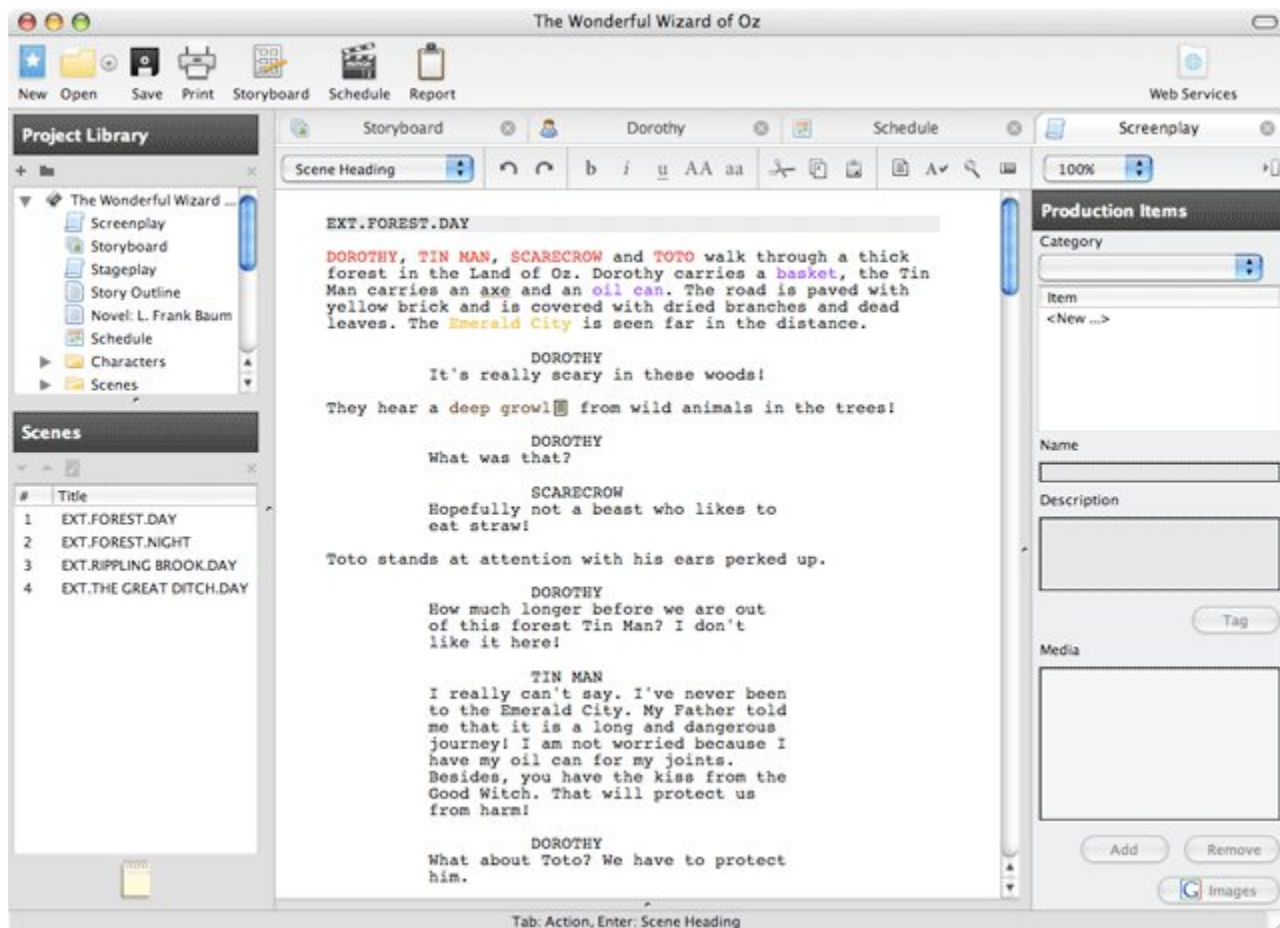 The Wonderful Wizard of Oz
New Open Save Print Storyboard Schedule Report Web Services
Project Library
The Wonderful Wizard ...
Screenplay
Storyboard
Stageplay
Story Outline
Novel: L. Frank Baum
Schedule
Characters
Scenes
Scenes
# Title
1 EXT.FOREST.DAY
2 EXT.FOREST.NIGHT
3 EXT.RIPPLING BROOK.DAY
4 EXT.THE GREAT DITCH.DAY
Storyboard Dorothy Schedule Screenplay
Scene Heading b i u AA aa A 100%
EXT.FOREST.DAY
DOROTHY, TIN MAN, SCARECROW and TOTO walk through a thick
forest in the Land of Oz. Dorothy carries a basket, the Tin
Man carries an axe and an oil can. The road is paved with
yellow brick and is covered with dried branches and dead
leaves. The Emerald City is seen far in the distance.
DOROTHY
It's really scary in these woods!
They hear a deep growl from wild animals in the trees!
DOROTHY
What was that?
SCARECROW
Hopefully not a beast who likes to
eat straw!
Toto stands at attention with his ears perked up.
DOROTHY
How much longer before we are out
of this forest Tin Man? I don't
like it here!
TIN MAN
I really can't say. I've never been
to the Emerald City. My Father told
me that it is a long and dangerous
journey! I am not worried because I
have my oil can for my joints.
Besides, you have the kiss from the
Good Witch. That will protect us
from harm!
DOROTHY
What about Toto? We have to protect
him.
Production Items
Category
Item
<New ...>
Name
Description
Tag
Media
Add Remove
G Images
Tab: Action, Enter: Scene Heading